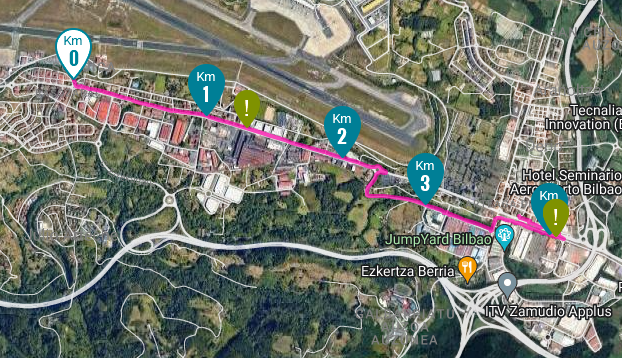 Km
0
Km
1
!
Km
2
Km
3
Tecnalia
Innovation (
Hotel Seminario
Aeropuerto Bilbao
Km
!
JumpYard Bilbao
Ezkertza Berria
ITV Zamudio Applus